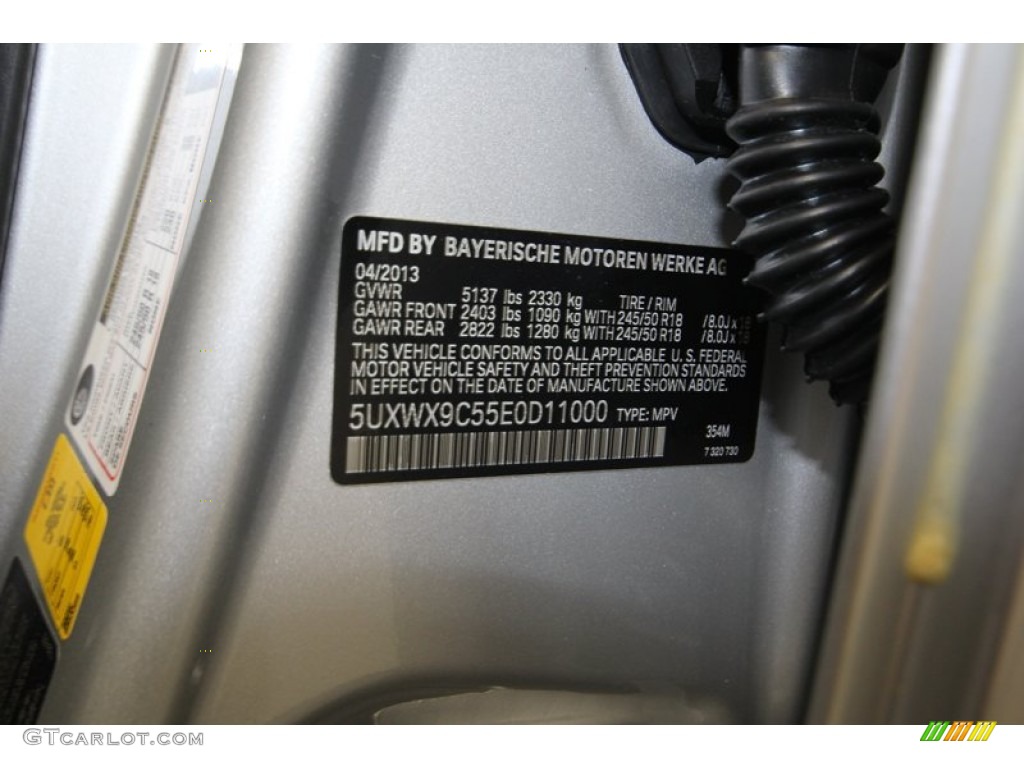 MFD BY BAYERISCHE MOTOREN WERKE AG
04/2013
GVWR 5137 lbs 2330 kg TIRE / RIM
GAWR FRONT 2403 lbs 1090 kg WITH 245/50 R18 /8.0J x 18
GAWR REAR 2822 lbs 1280 kg WITH 245/50 R18 /8.0J x 18
THIS VEHICLE CONFORMS TO ALL APPLICABLE U. S. FEDERAL
MOTOR VEHICLE SAFETY AND THEFT PREVENTION STANDARDS
IN EFFECT ON THE DATE OF MANUFACTURE SHOWN ABOVE.
5UXWX9C55E0D11000 TYPE: MPV
354M
7 320 730
GTCARLOT.COM